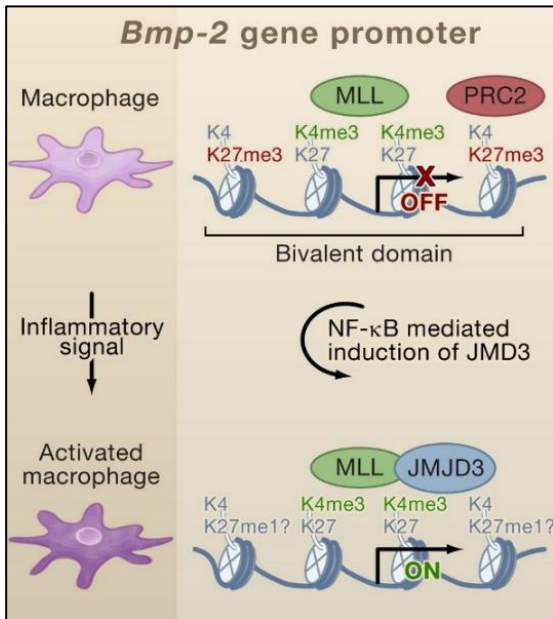 Bmp-2 gene promoter
Macrophage
MLL
PRC2
K4 K4me3 K4me3 K4
K27me3 K27 K27 K27me3
X
OFF
Bivalent domain
Inflammatory
signal
NF-κB mediated
induction of JMD3
Activated
macrophage
MLL
JMJD3
K4 K4me3 K4me3 K4
K27me1? K27 K27 K27me1?
ON